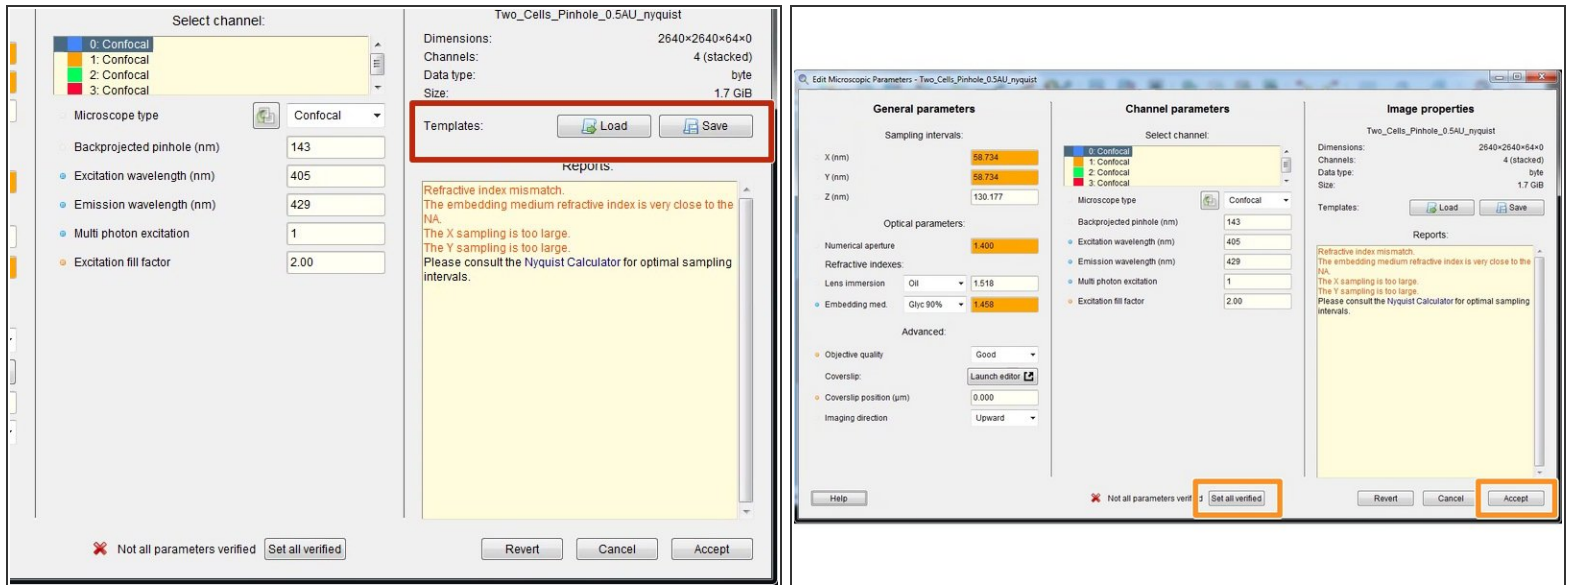 Select channel:
0: Confocal
1: Confocal
2: Confocal
3: Confocal
Microscope type Confocal
Backprojected pinhole (nm) 143
Excitation wavelength (nm) 405
Emission wavelength (nm) 429
Multi photon excitation 1
Excitation fill factor 2.00
Two_Cells_Pinhole_0.5AU_nyquist
Dimensions: 2640×2640×64×0
Channels: 4 (stacked)
Data type: byte
Size: 1.7 GiB
Templates: Load Save
Reports:
Refractive index mismatch.
The embedding medium refractive index is very close to the
NA.
The X sampling is too large.
The Y sampling is too large.
Please consult the Nyquist Calculator for optimal sampling
intervals.
Not all parameters verified Set all verified Revert Cancel Accept
Edit Microscopic Parameters - Two_Cells_Pinhole_0.5AU_nyquist
General parameters
Sampling intervals:
X (nm) 58.734
Y (nm) 58.734
Z (nm) 130.177
Optical parameters:
Numerical aperture 1.400
Refractive indexes:
Lens immersion Oil 1.518
Embedding med. Glyc 90% 1.458
Advanced:
Objective quality Good
Coverslip: Launch editor
Coverslip position (µm) 0.000
Imaging direction Upward
Channel parameters
Select channel:
0: Confocal
1: Confocal
2: Confocal
3: Confocal
Microscope type Confocal
Backprojected pinhole (nm) 143
Excitation wavelength (nm) 405
Emission wavelength (nm) 429
Multi photon excitation 1
Excitation fill factor 2.00
Image properties
Two_Cells_Pinhole_0.5AU_nyquist
Dimensions: 2640×2640×64×0
Channels: 4 (stacked)
Data type: byte
Size: 1.7 GiB
Templates: Load Save
Reports:
Refractive index mismatch.
The embedding medium refractive index is very close to the
NA.
The X sampling is too large.
The Y sampling is too large.
Please consult the Nyquist Calculator for optimal sampling
intervals.
Help Not all parameters verif d Set all verified Revert Cancel Accept